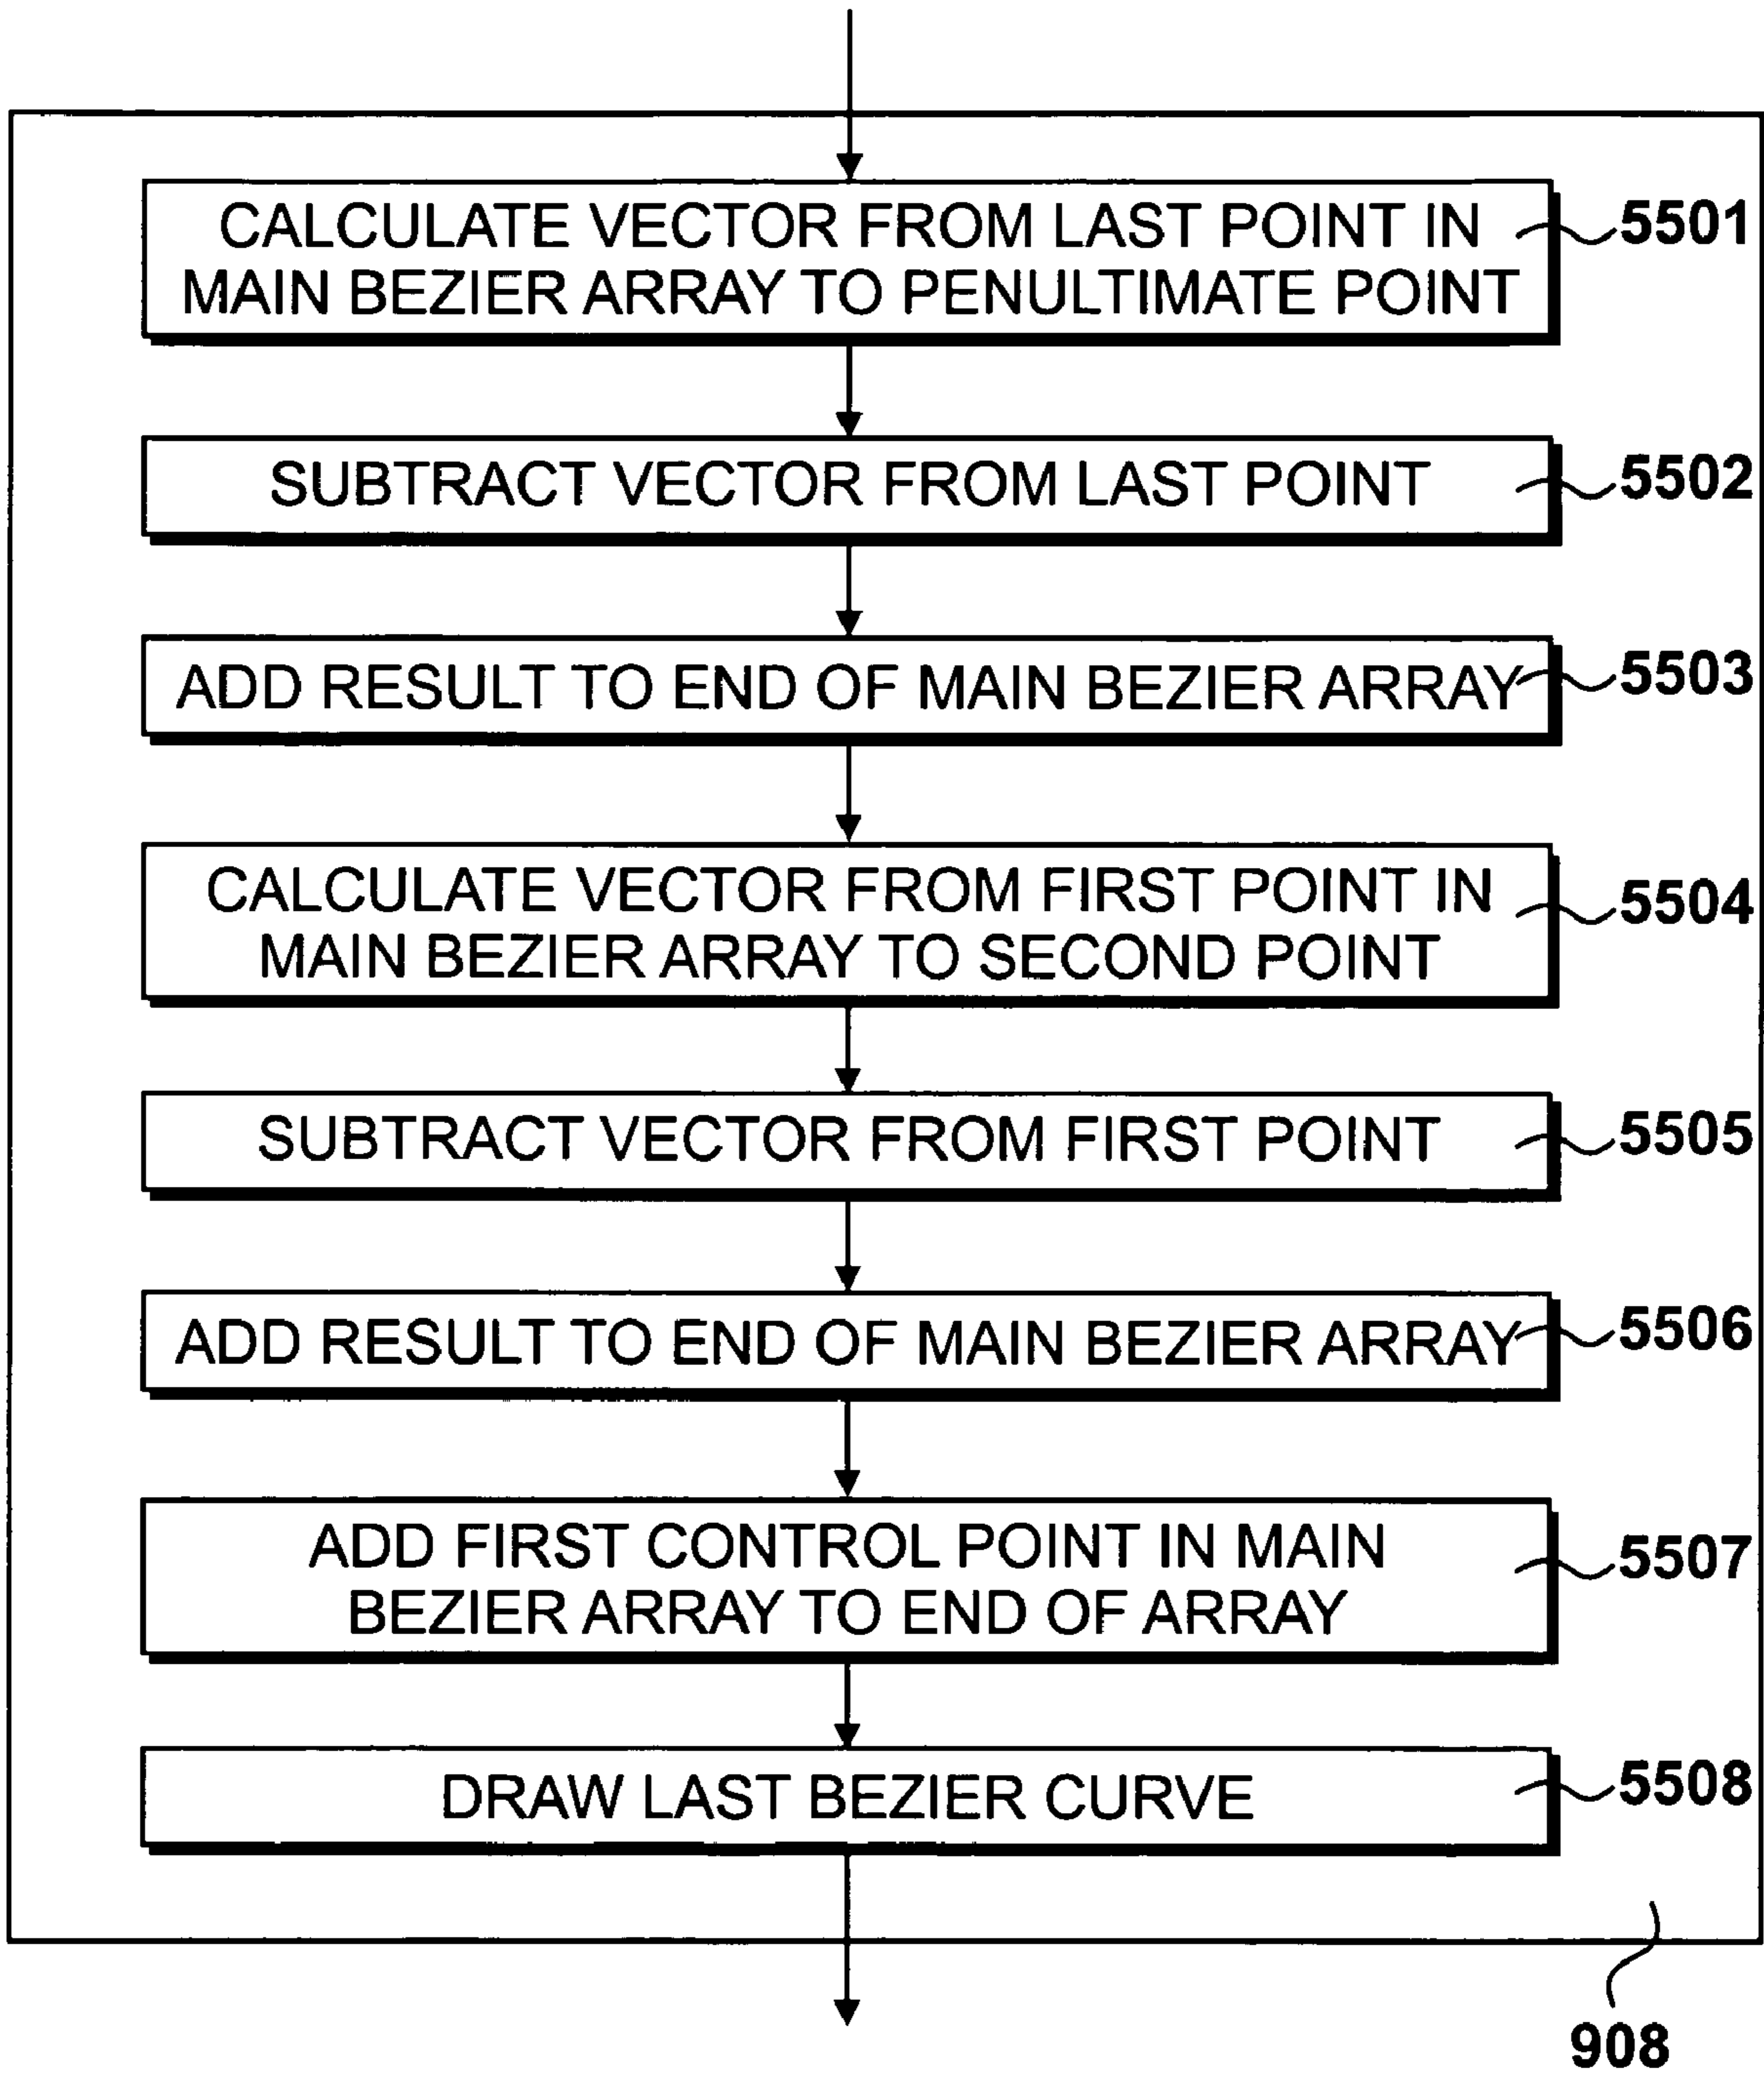 CALCULATE VECTOR FROM LAST POINT IN
MAIN BEZIER ARRAY TO PENULTIMATE POINT
5501
SUBTRACT VECTOR FROM LAST POINT
5502
ADD RESULT TO END OF MAIN BEZIER ARRAY
5503
CALCULATE VECTOR FROM FIRST POINT IN
MAIN BEZIER ARRAY TO SECOND POINT
5504
SUBTRACT VECTOR FROM FIRST POINT
5505
ADD RESULT TO END OF MAIN BEZIER ARRAY
5506
ADD FIRST CONTROL POINT IN MAIN
BEZIER ARRAY TO END OF ARRAY
5507
DRAW LAST BEZIER CURVE
5508
908